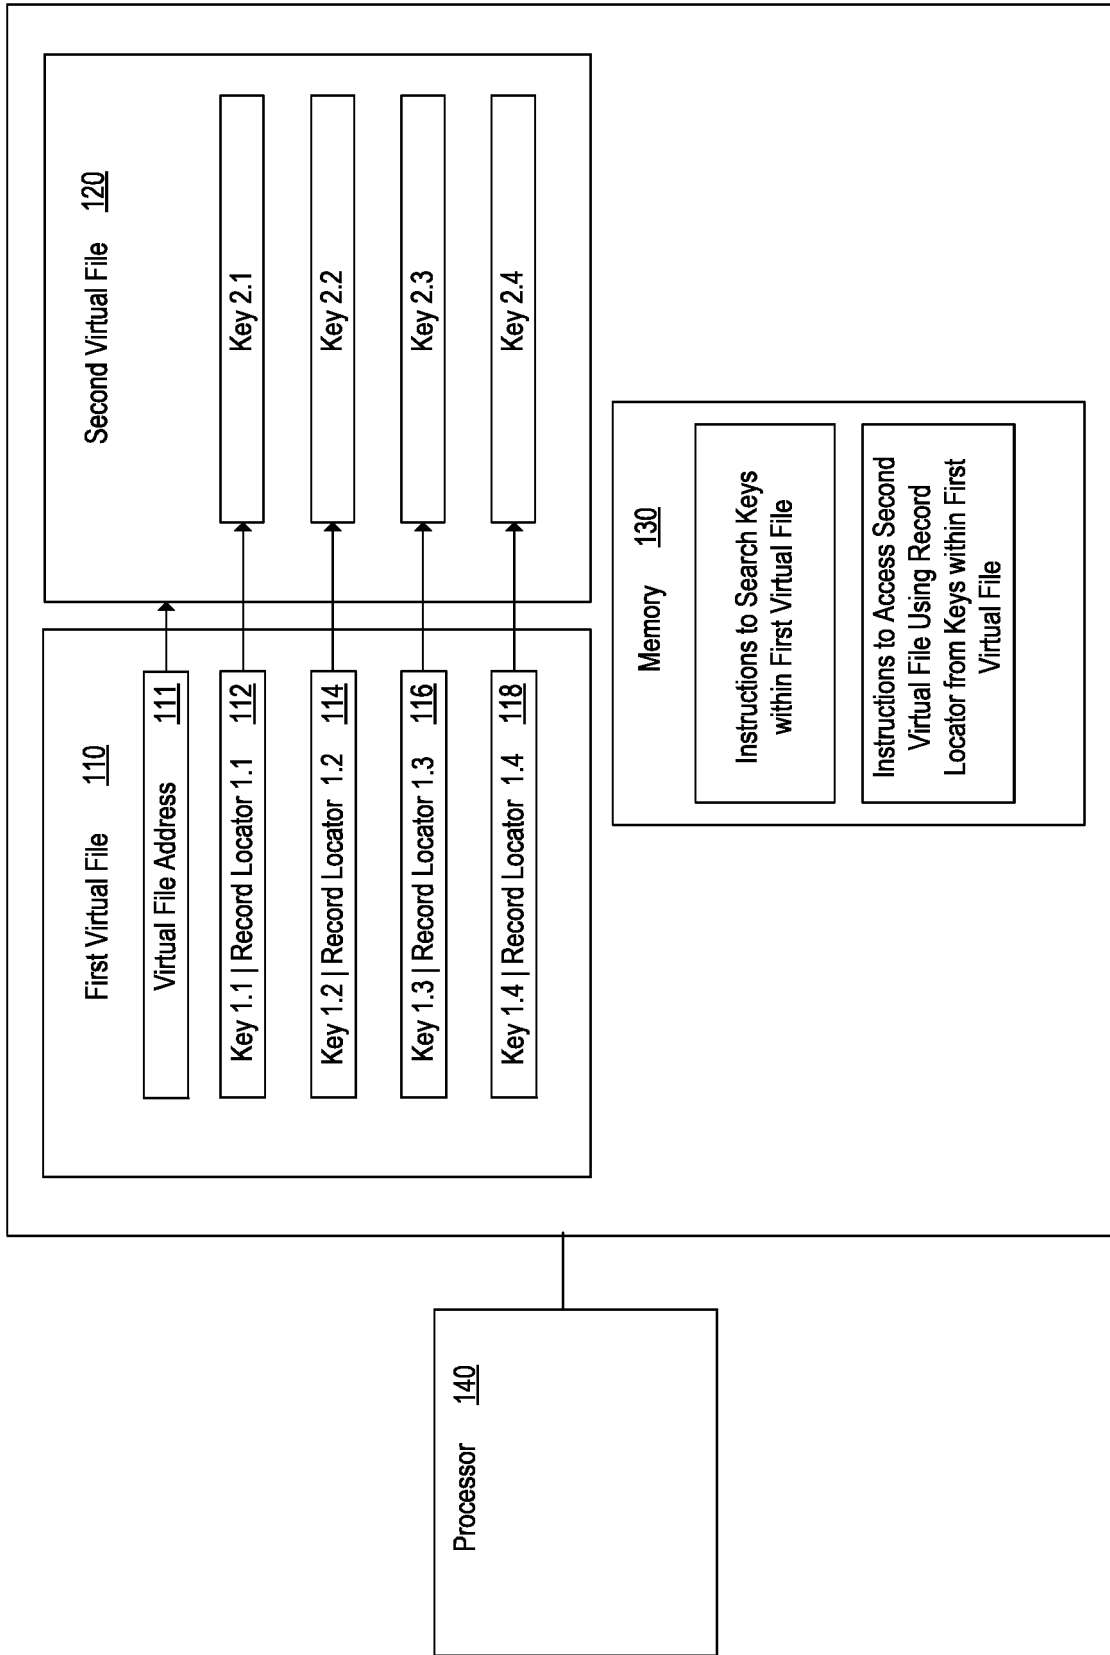 Processor 140
First Virtual File 110
Virtual File Address 111
Key 1.1 | Record Locator 1.1 112
Key 1.2 | Record Locator 1.2 114
Key 1.3 | Record Locator 1.3 116
Key 1.4 | Record Locator 1.4 118
Second Virtual File 120
Key 2.1
Key 2.2
Key 2.3
Key 2.4
Memory 130
Instructions to Search Keys
within First Virtual File
Instructions to Access Second
Virtual File Using Record
Locator from Keys within First
Virtual File